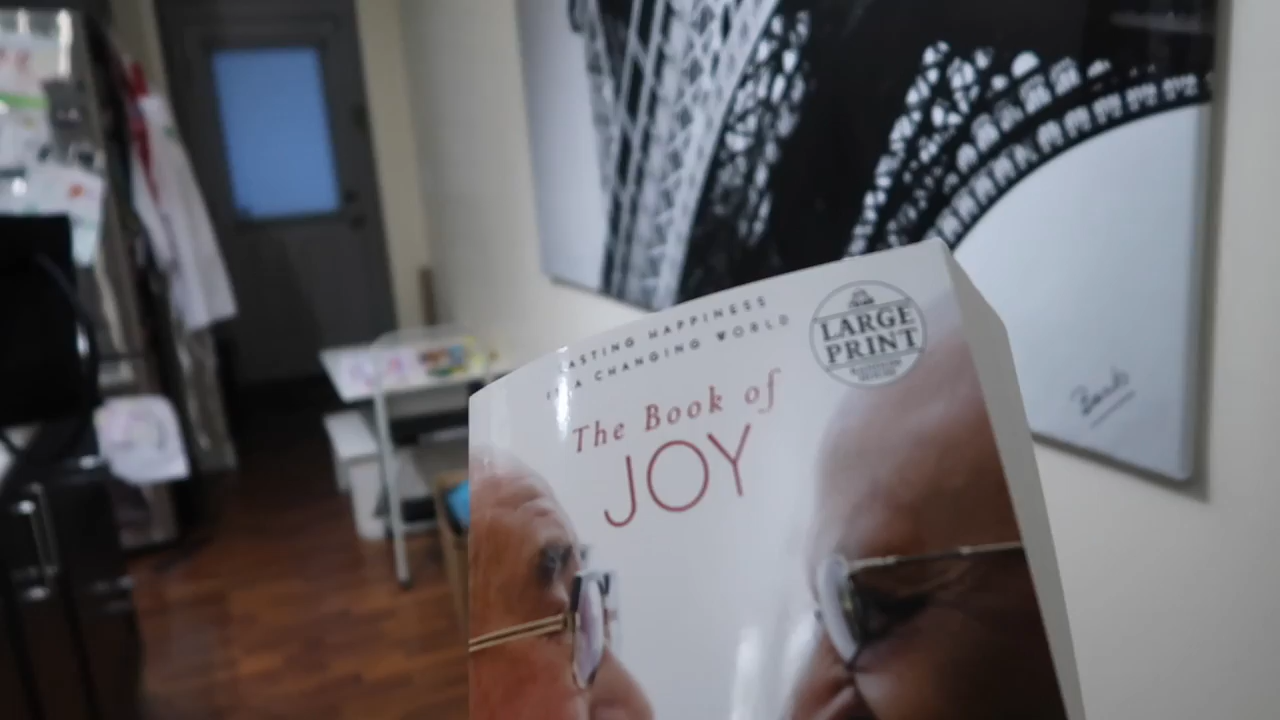 LASTING HAPPINESS
IN A CHANGING WORLD
LARGE
PRINT
The Book of
JOY